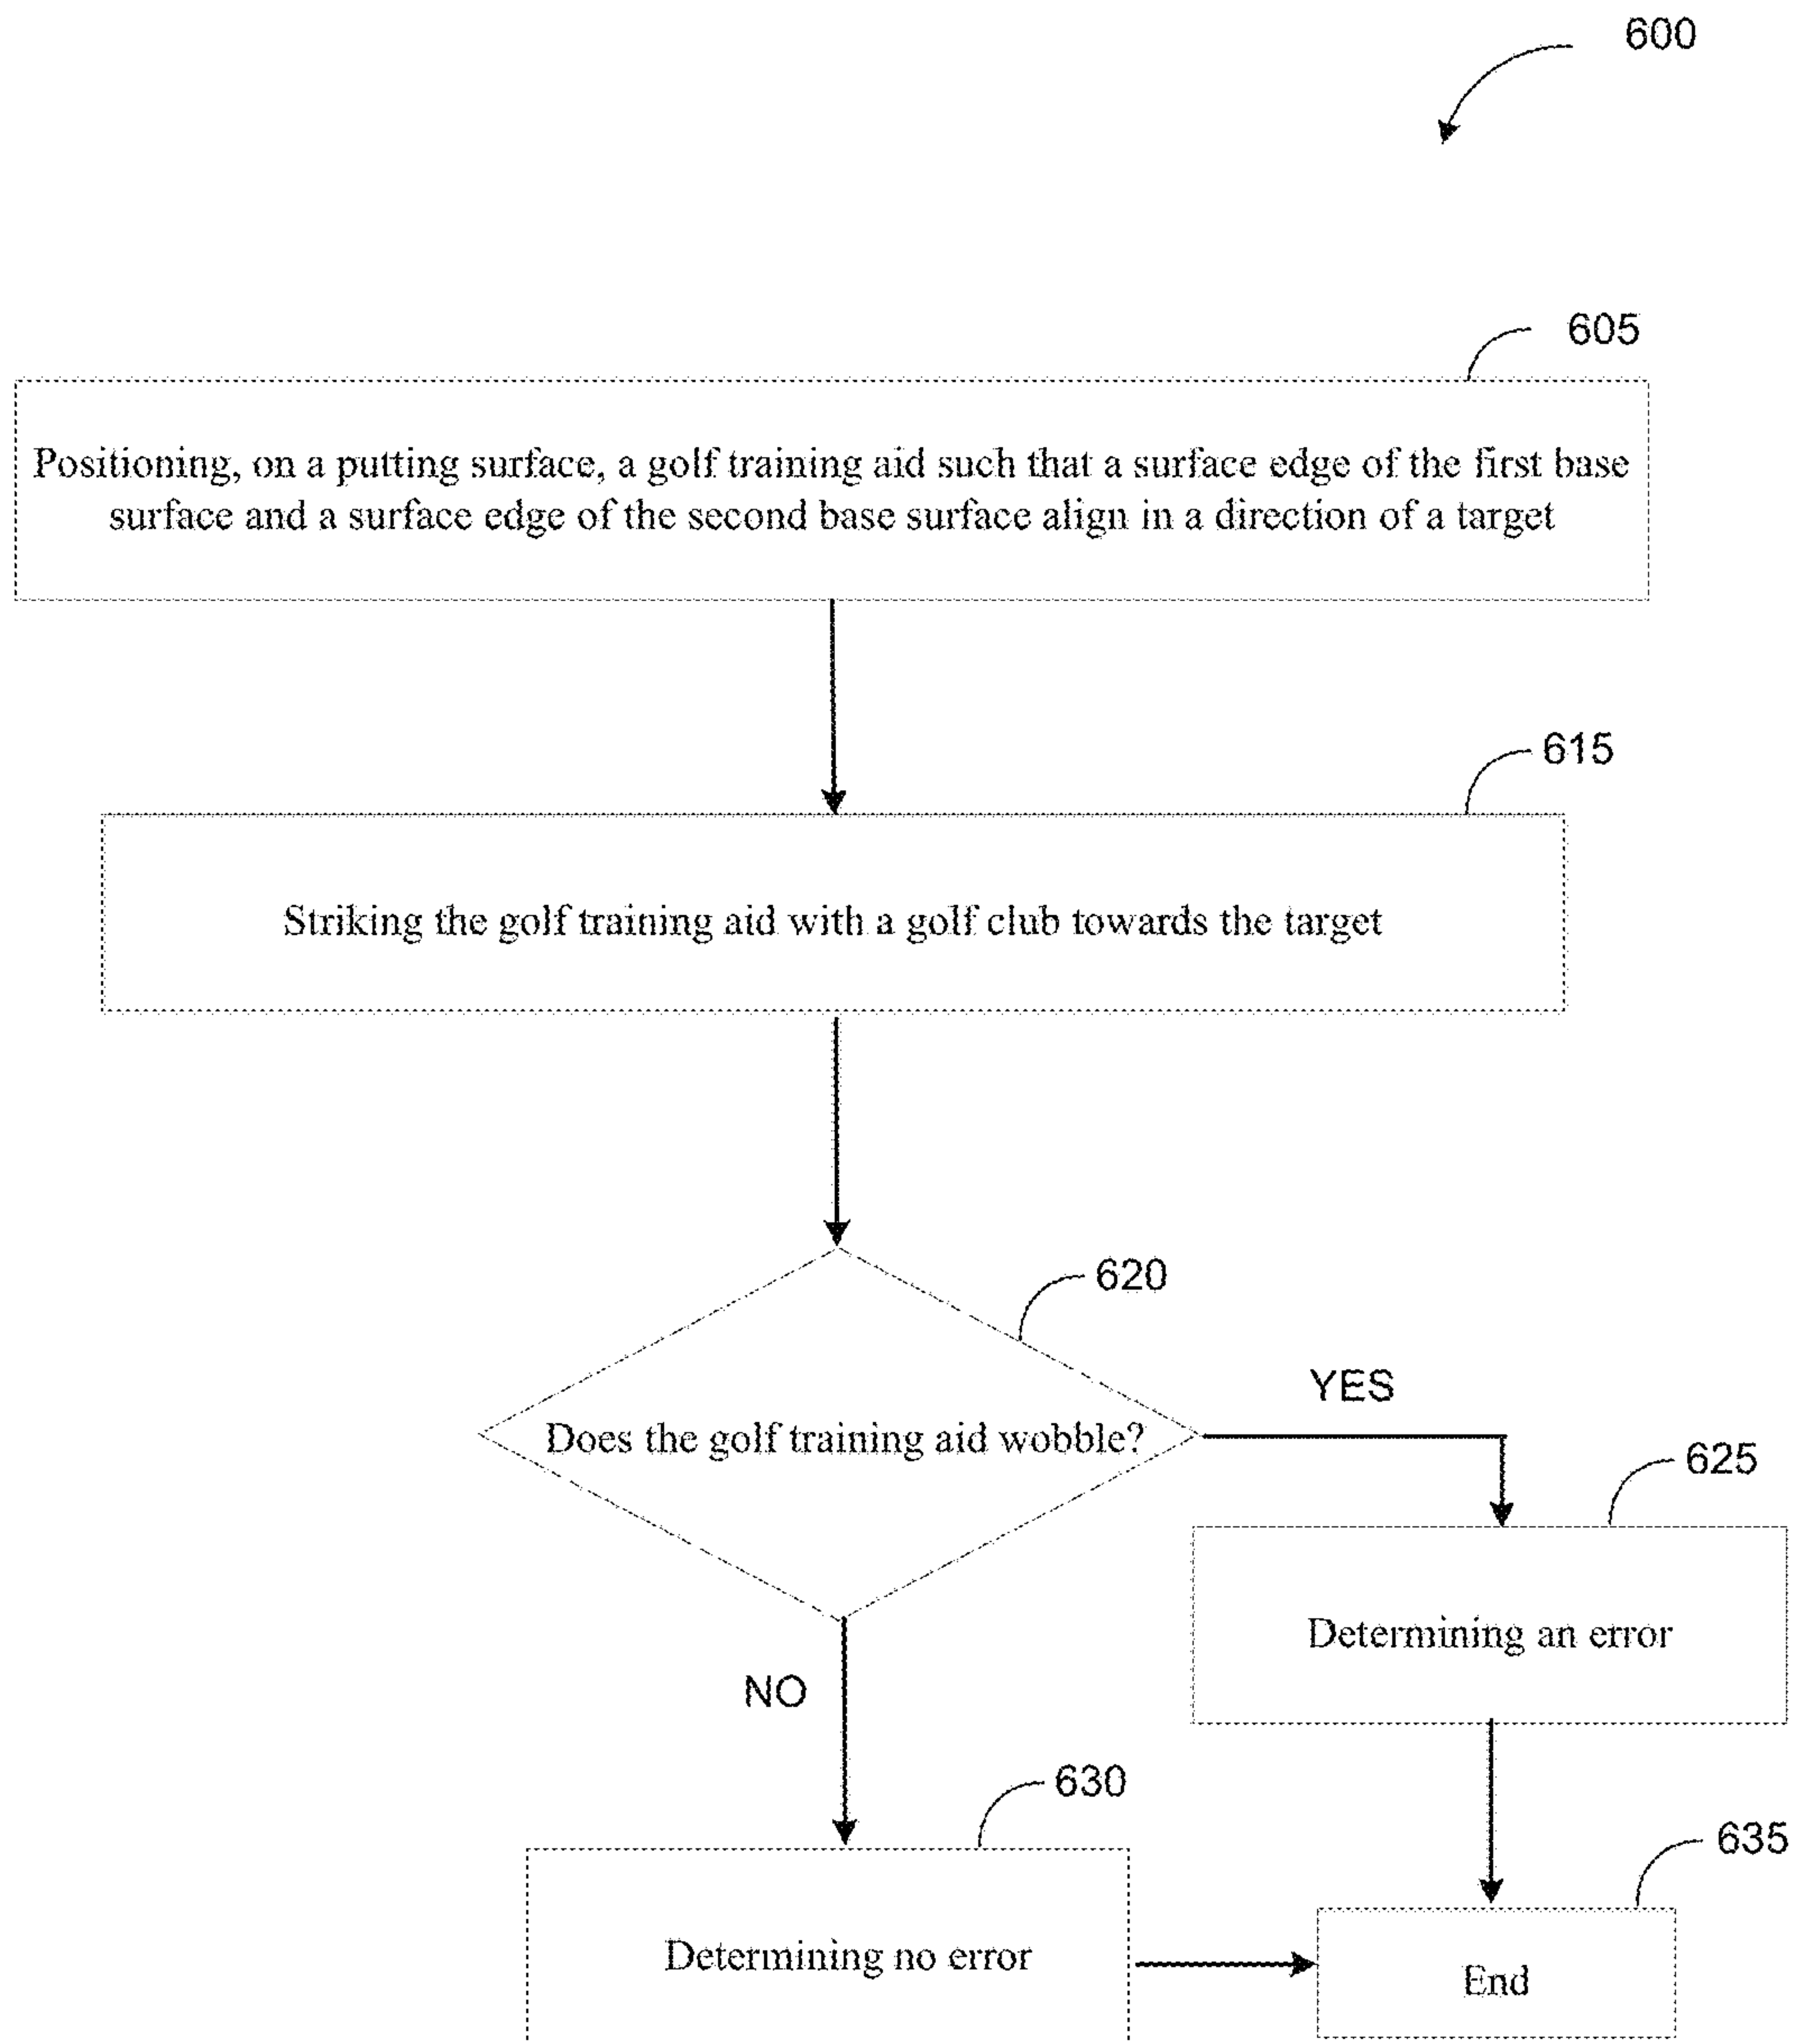 600
605
Positioning, on a putting surface, a golf training aid such that a surface edge of the first base
surface and a surface edge of the second base surface align in a direction of a target
615
Striking the golf training aid with a golf club towards the target
620
Does the golf training aid wobble?
YES
625
Determining an error
NO
630
Determining no error
635
End